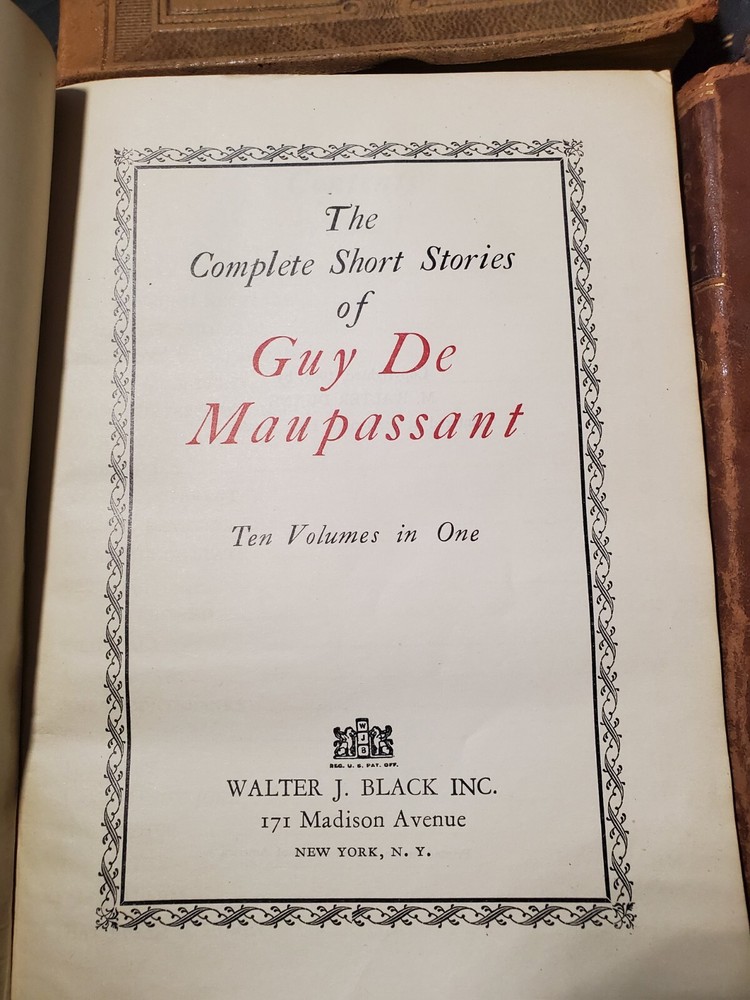 The
Complete Short Stories
of
Guy De
Maupassant
Ten Volumes in One
W
J
B
REG. U. S. PAT. OFF.
WALTER J. BLACK INC.
171 Madison Avenue
NEW YORK, N. Y.